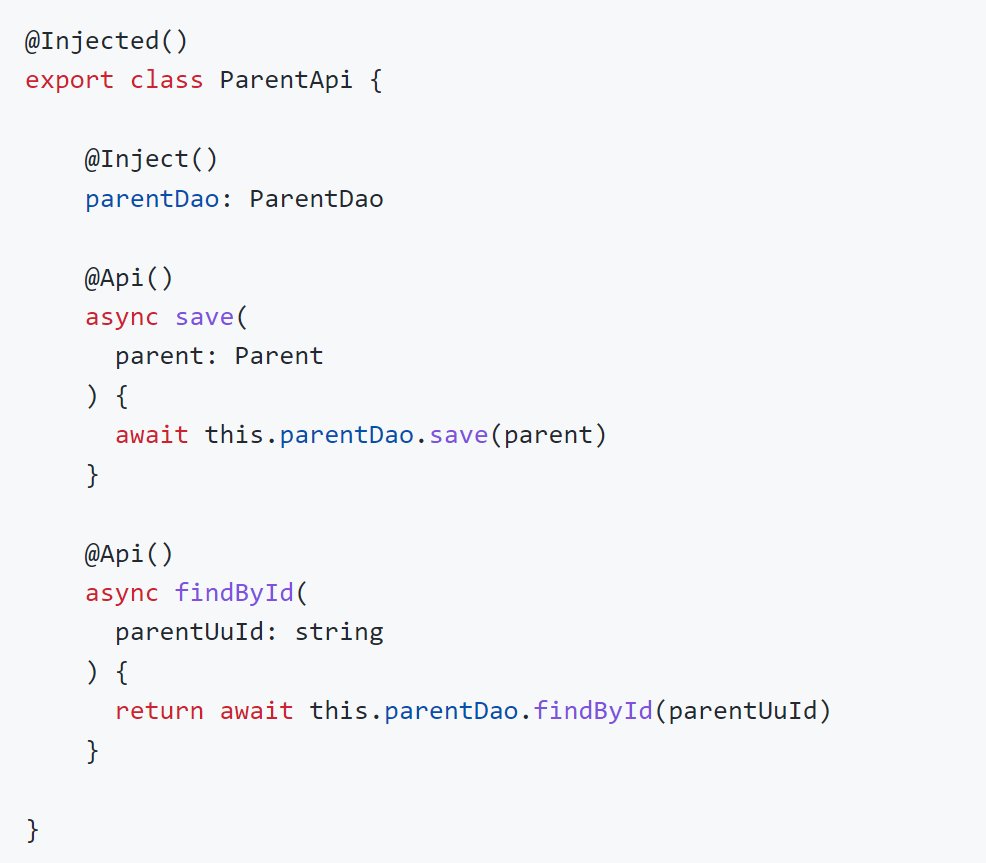 @Injected()
export class ParentApi {
@Inject()
parentDao: ParentDao
@Api()
async save(
parent: Parent
) {
await this.parentDao.save(parent)
}
@Api()
async findById(
parentUuId: string
) {
return await this.parentDao.findById(parentUuId)
}
}